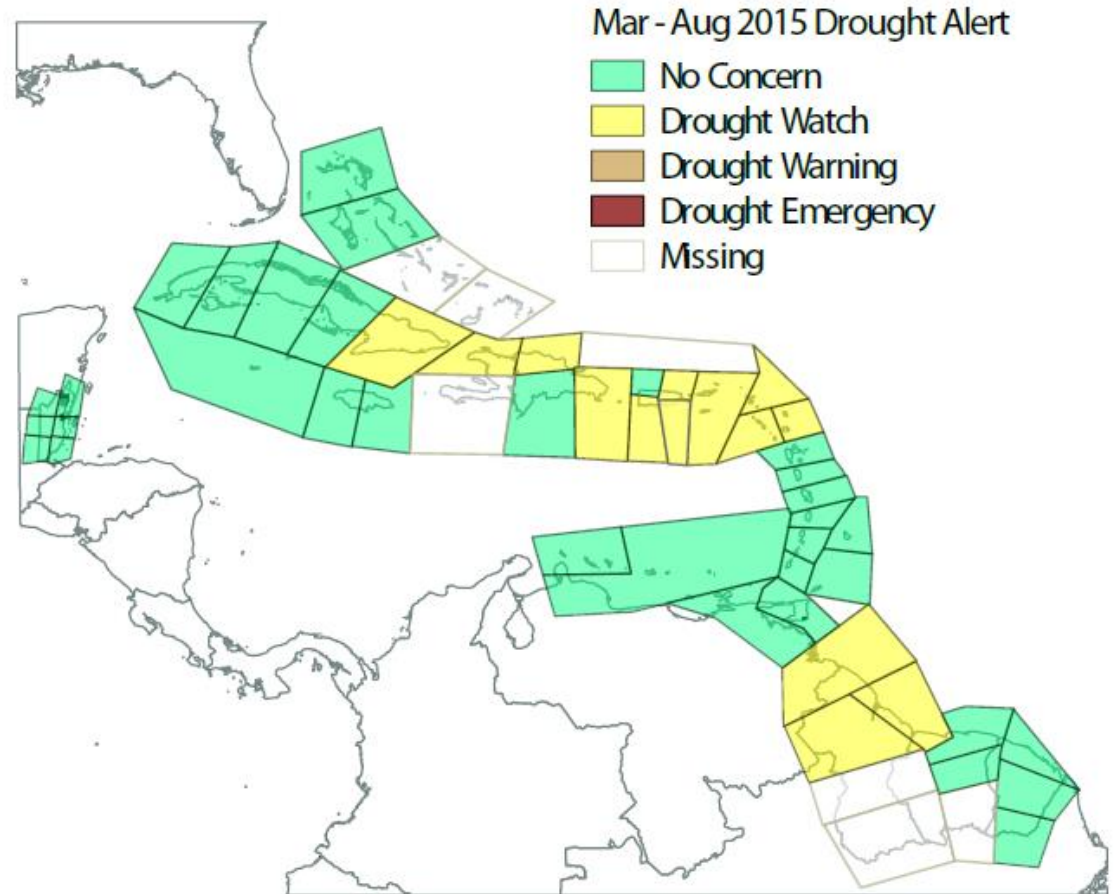 Mar - Aug 2015 Drought Alert
No Concern
Drought Watch
Drought Warning
Drought Emergency
Missing